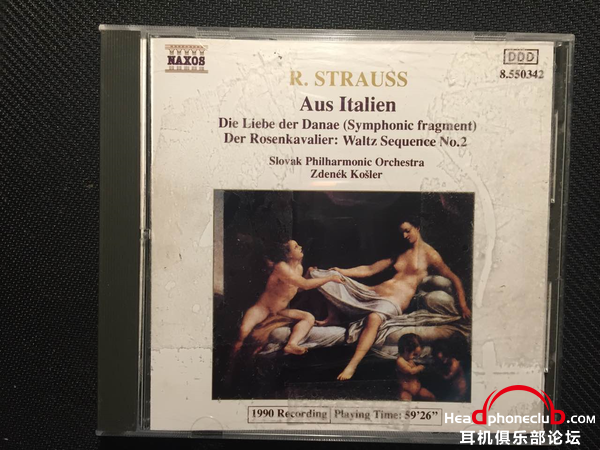 NAXOS
DDD
8.550342
R. STRAUSS
Aus Italien
Die Liebe der Danae (Symphonic fragment)
Der Rosenkavalier: Waltz Sequence No.2
Slovak Philharmonic Orchestra
Zdeněk Košler
1990 Recording
Playing Time: 59'26"
Headphoneclub.com
耳机俱乐部论坛